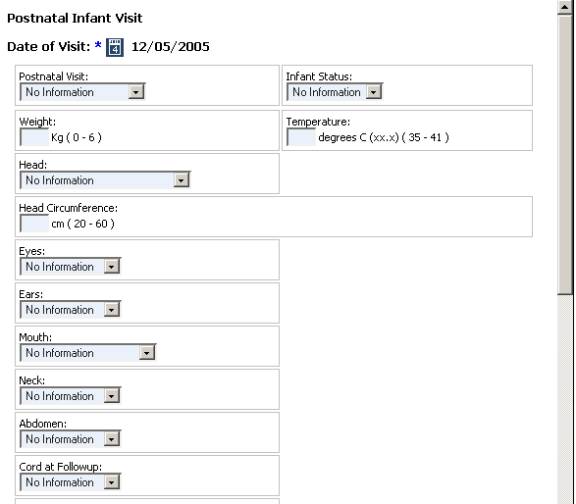 Postnatal Infant Visit
Date of Visit: * 4 12/05/2005
Postnatal Visit:
No Information
Infant Status:
No Information
Weight:
Kg ( 0 - 6 )
Temperature:
degrees C (xx.x) ( 35 - 41 )
Head:
No Information
Head Circumference:
cm ( 20 - 60 )
Eyes:
No Information
Ears:
No Information
Mouth:
No Information
Neck:
No Information
Abdomen:
No Information
Cord at Followup:
No Information